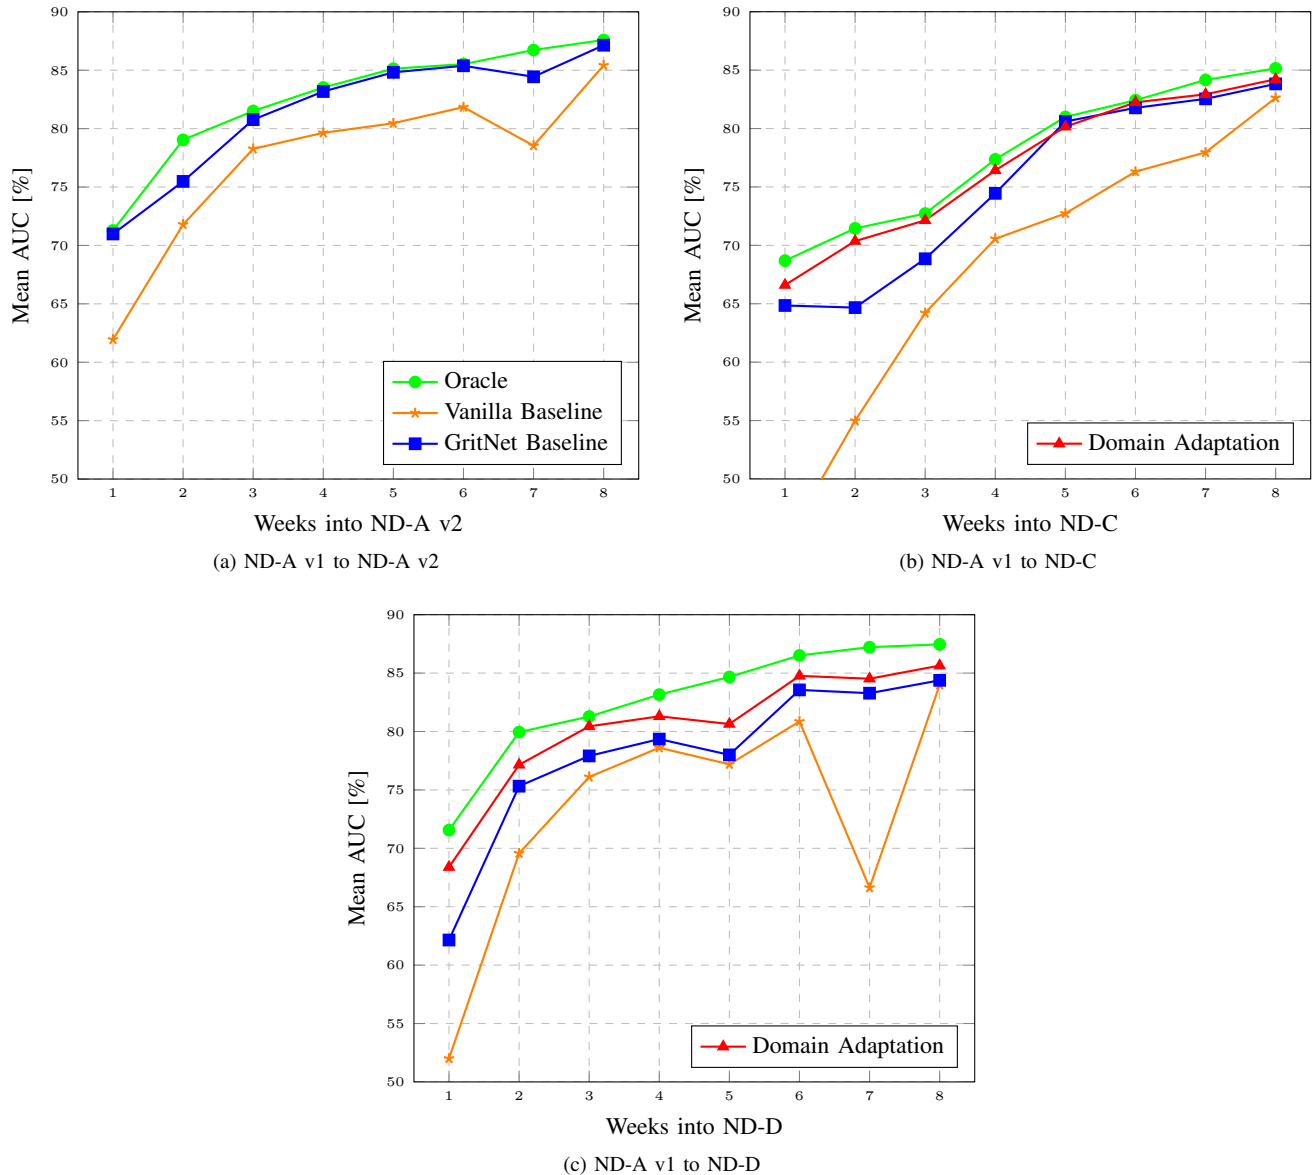 90
85
80
75
70
65
60
55
50
Mean AUC [%]
Oracle
Vanilla Baseline
GritNet Baseline
1 2 3 4 5 6 7 8
Weeks into ND-A v2
(a) ND-A v1 to ND-A v2
90
85
80
75
70
65
60
55
50
Mean AUC [%]
Domain Adaptation
1 2 3 4 5 6 7 8
Weeks into ND-C
(b) ND-A v1 to ND-C
90
85
80
75
70
65
60
55
50
Mean AUC [%]
Domain Adaptation
1 2 3 4 5 6 7 8
Weeks into ND-D
(c) ND-A v1 to ND-D